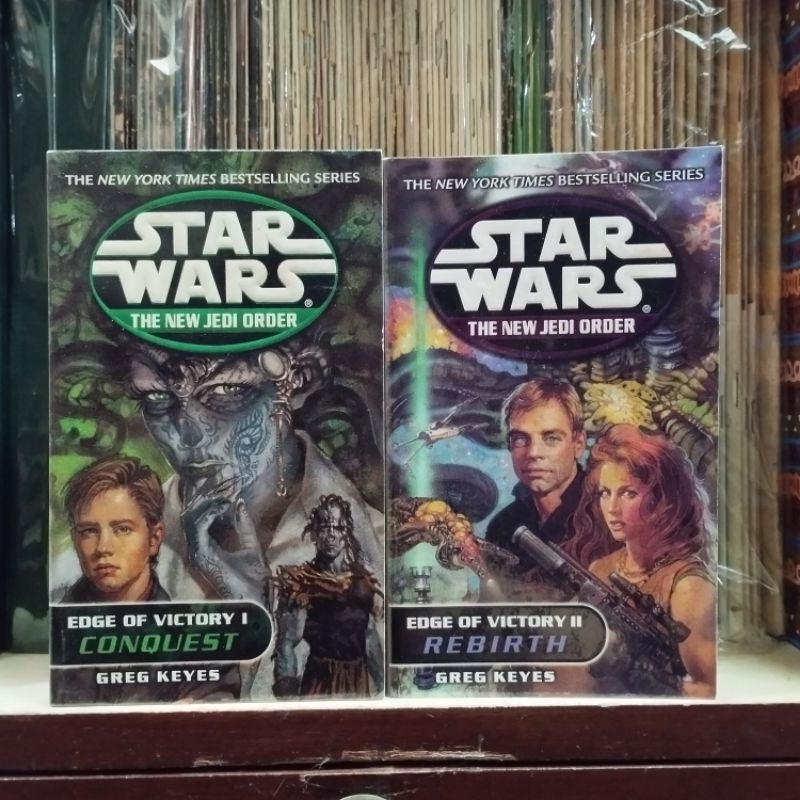 THE NEW YORK TIMES BESTSELLING SERIES
STAR
WARS®
THE NEW JEDI ORDER
EDGE OF VICTORY I
CONQUEST
GREG KEYES
THE NEW YORK TIMES BESTSELLING SERIES
STAR
WARS®
THE NEW JEDI ORDER
EDGE OF VICTORY II
REBIRTH
GREG KEYES